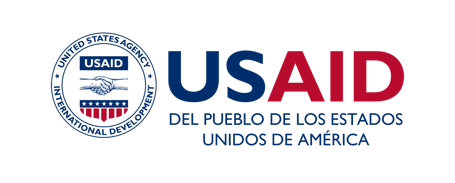 UNITED STATES AGENCY
USAID
INTERNATIONAL DEVELOPMENT
USAID
DEL PUEBLO DE LOS ESTADOS
UNIDOS DE AMÉRICA